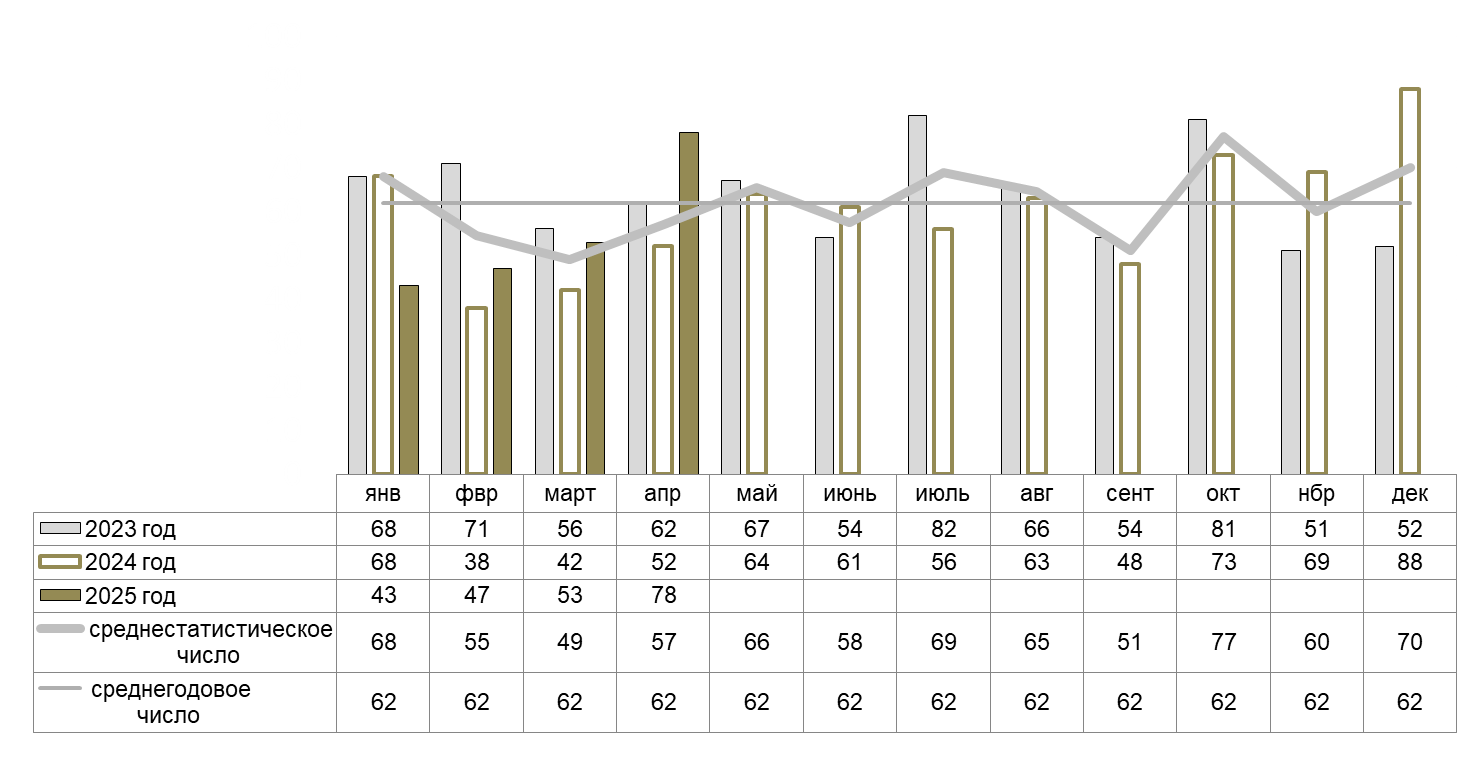 янв фвр март апр май июнь июль авг сент окт нбр дек
2023 год 68 71 56 62 67 54 82 66 54 81 51 52
2024 год 68 38 42 52 64 61 56 63 48 73 69 88
2025 год 43 47 53 78
среднестатистическое
число 68 55 49 57 66 58 69 65 51 77 60 70
среднегодовое
число 62 62 62 62 62 62 62 62 62 62 62 62